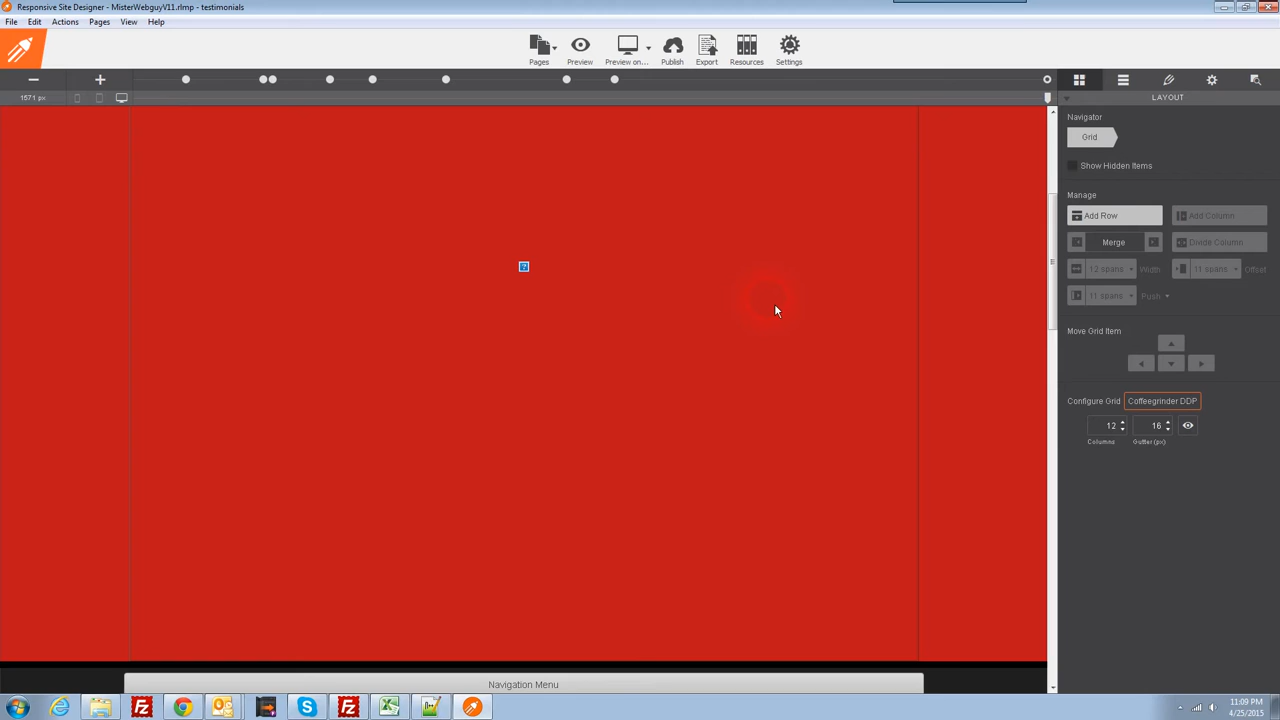 Responsive Site Designer - MisterWebguyV11.rlmp - testimonials
File Edit Actions Pages View Help
Pages Preview Preview on... Publish Export Resources Settings
1571 px
LAYOUT
Navigator
Grid
Show Hidden Items
Manage
Add Row Add Column
Merge Divide Column
12 spans Width 11 spans Offset
11 spans Push
Move Grid Item
Configure Grid Coffeegrinder DDP
12 16
Columns Gutter (px)
?
Navigation Menu
11:09 PM
4/25/2015